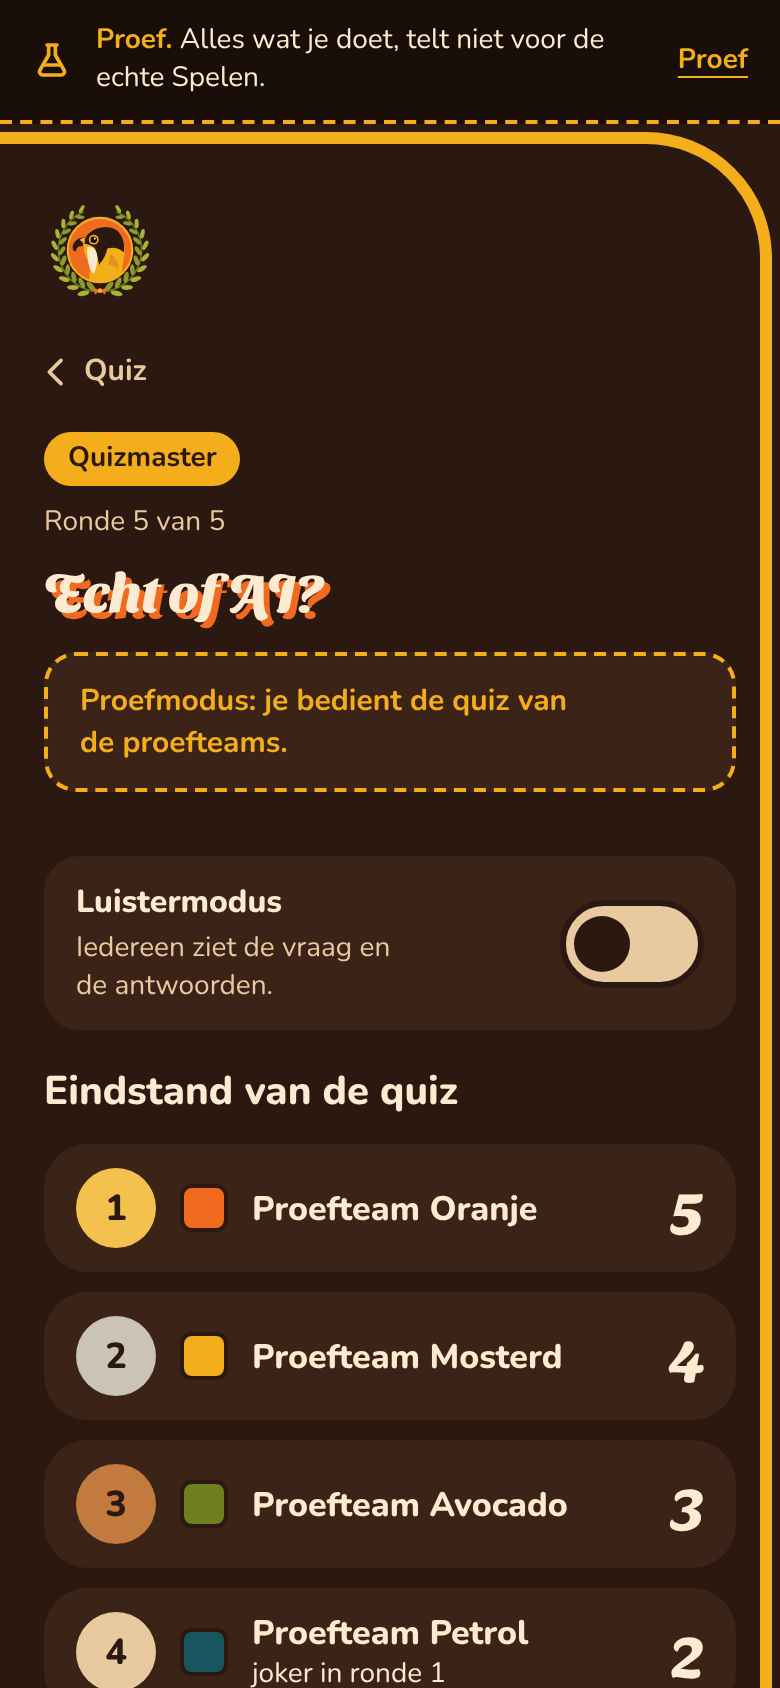 Proef. Alles wat je doet, telt niet voor de
echte Spelen.
Proef
Quiz
Quizmaster
Ronde 5 van 5
Echt of AI?
Proefmodus: je bedient de quiz van
de proefteams.
Luistermodus
Iedereen ziet de vraag en
de antwoorden.
Eindstand van de quiz
1 Proefteam Oranje 5
2 Proefteam Mosterd 4
3 Proefteam Avocado 3
4 Proefteam Petrol 2
joker in ronde 1